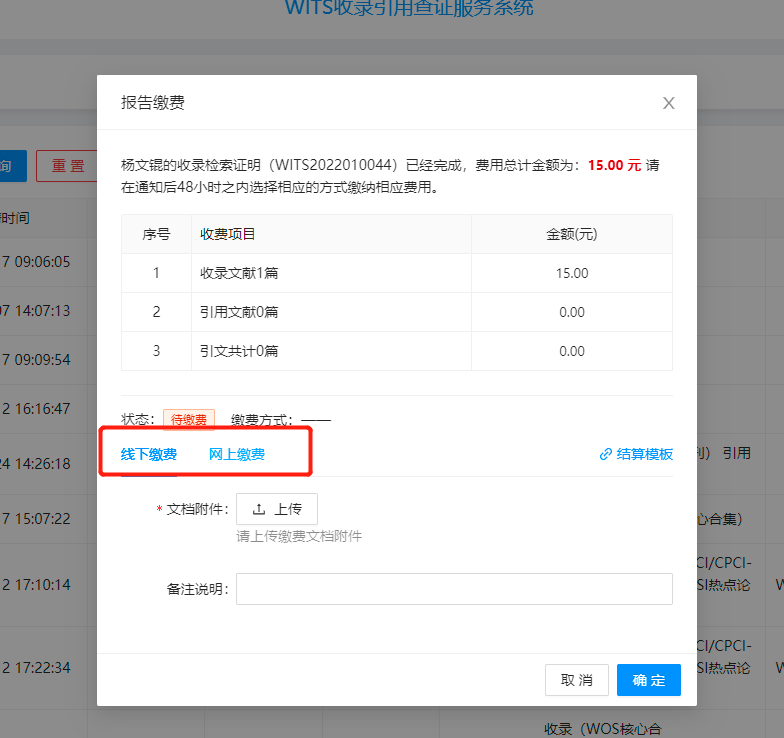 WITS收录引用查证服务系统
报告缴费
杨文锟的收录检索证明（WITS2022010044）已经完成，费用总计金额为：15.00 元 请
在通知后48小时之内选择相应的方式缴纳相应费用。
询
重 置
时间
序号 收费项目 金额(元)
7 09:06:05
1 收录文献1篇 15.00
07 14:07:13
2 引用文献0篇 0.00
7 09:09:54
3 引文共计0篇 0.00
2 16:16:47
状态： 待缴费 缴费方式：——
线下缴费 网上缴费 结算模板
引用
24 14:26:18
* 文档附件： 上传
请上传缴费文档附件
7 15:07:22
心合集）
CI/CPCI-
2 17:10:14
SI热点论
备注说明：
W
CI/CPCI-
2 17:22:34
SI热点论
W
取 消 确 定
收录（WOS核心合